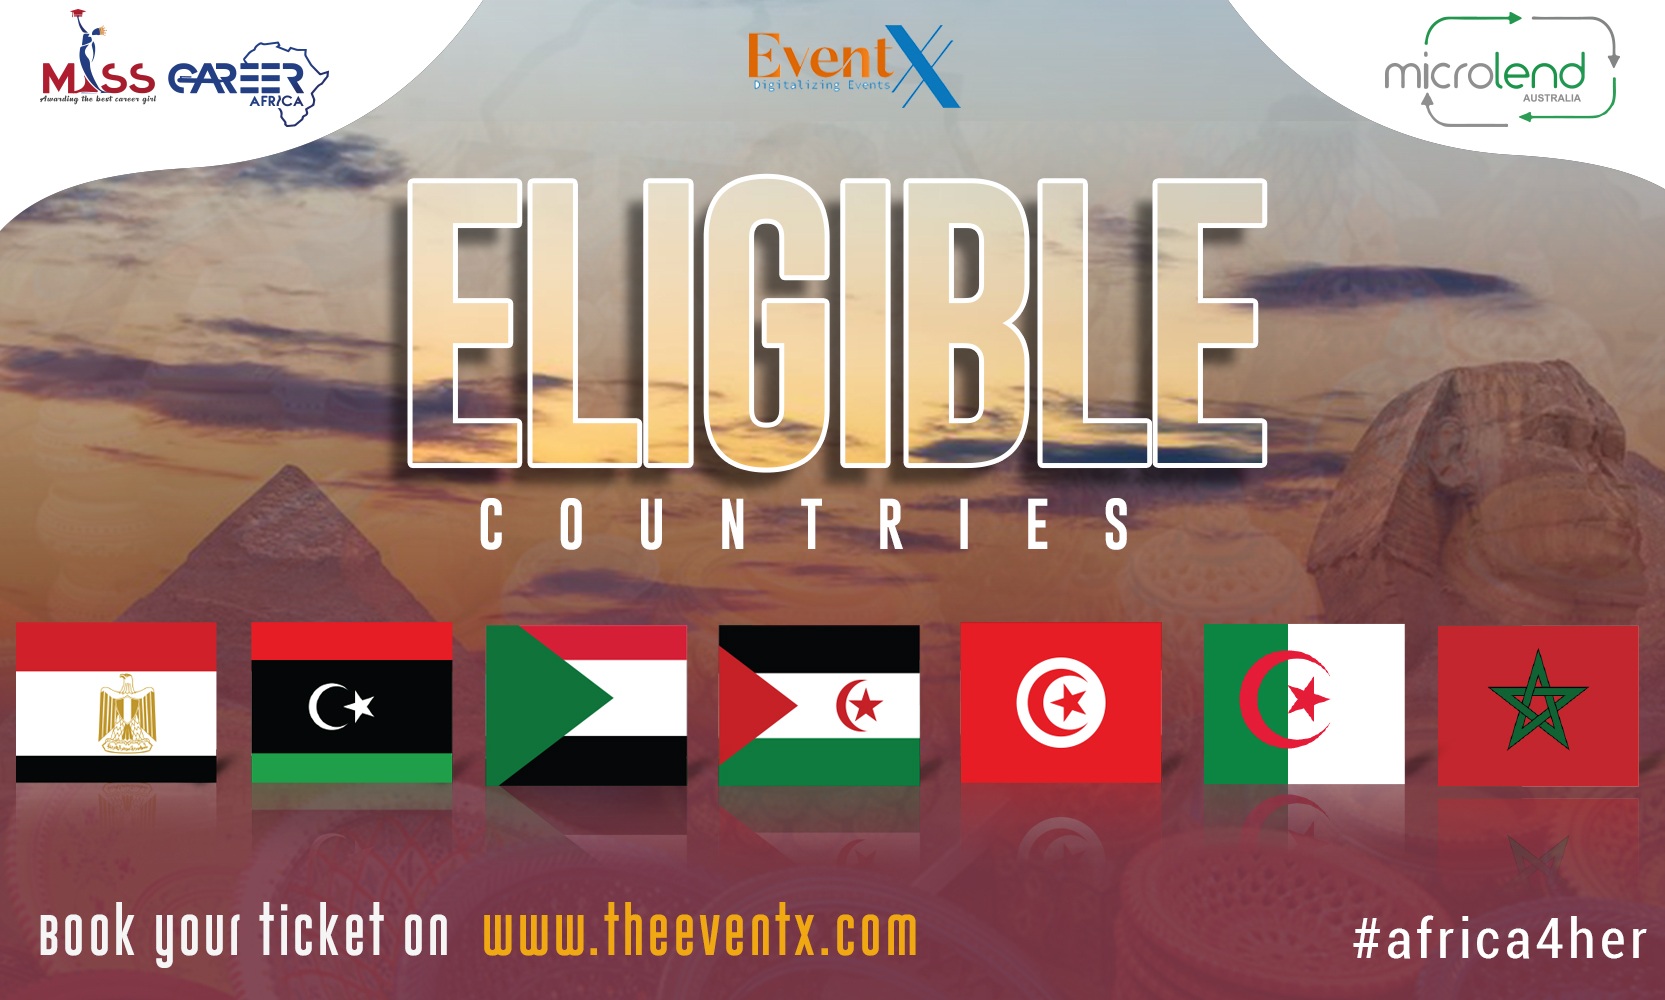 MISS CAREER
AFRICA
Awarding the best career girl
EventX
Digitalizing Events
microlend
AUSTRALIA
ELIGIBLE
COUNTRIES
Book your ticket on www.theeventx.com
#africa4her